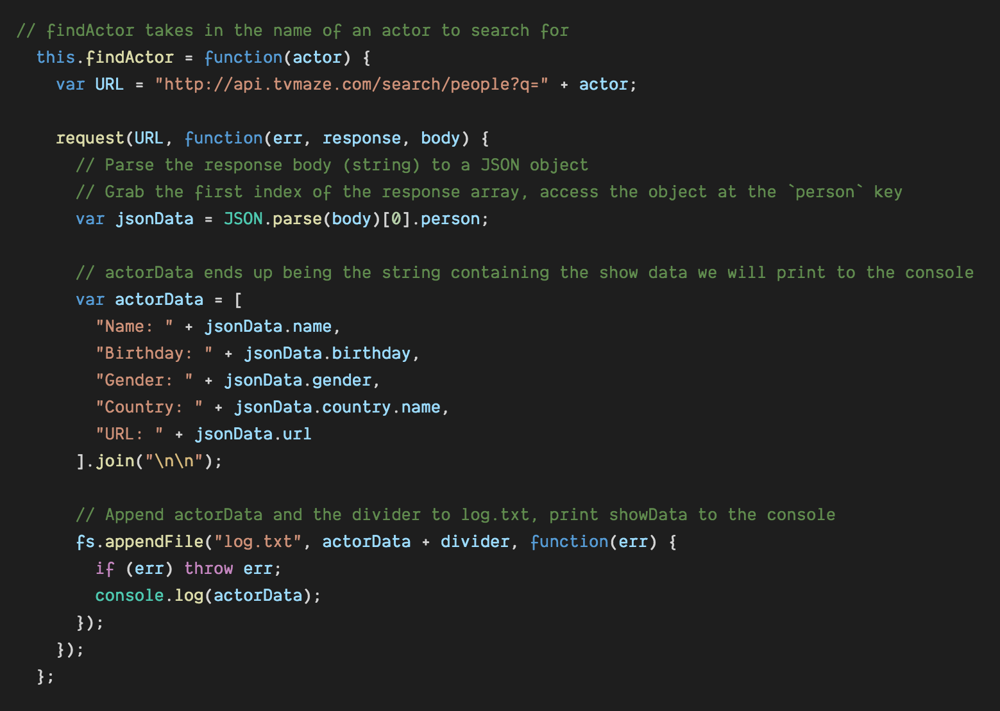 // findActor takes in the name of an actor to search for
this.findActor = function(actor) {
var URL = "http://api.tvmaze.com/search/people?q=" + actor;
request(URL, function(err, response, body) {
// Parse the response body (string) to a JSON object
// Grab the first index of the response array, access the object at the `person` key
var jsonData = JSON.parse(body)[0].person;
// actorData ends up being the string containing the show data we will print to the console
var actorData = [
"Name: " + jsonData.name,
"Birthday: " + jsonData.birthday,
"Gender: " + jsonData.gender,
"Country: " + jsonData.country.name,
"URL: " + jsonData.url
].join("\n\n");
// Append actorData and the divider to log.txt, print showData to the console
fs.appendFile("log.txt", actorData + divider, function(err) {
if (err) throw err;
console.log(actorData);
});
});
};